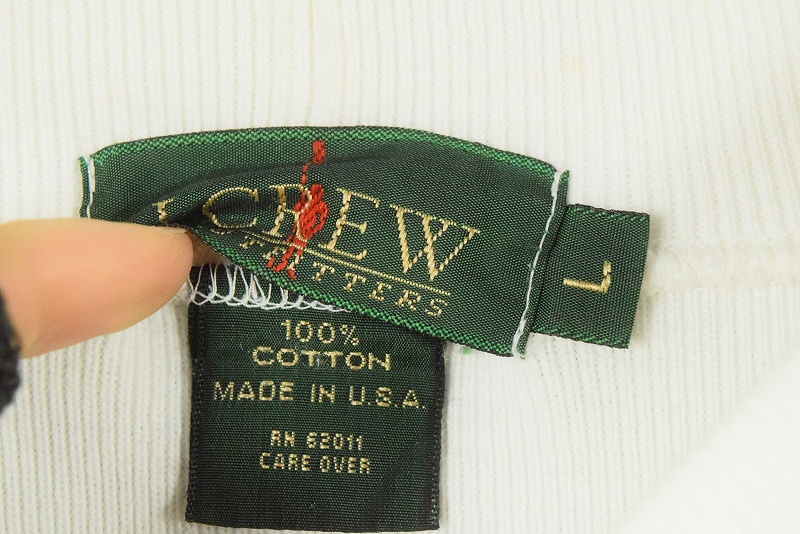 J.CREW
L
100%
COTTON
MADE IN U.S.A.
RN 62011
CARE OVER